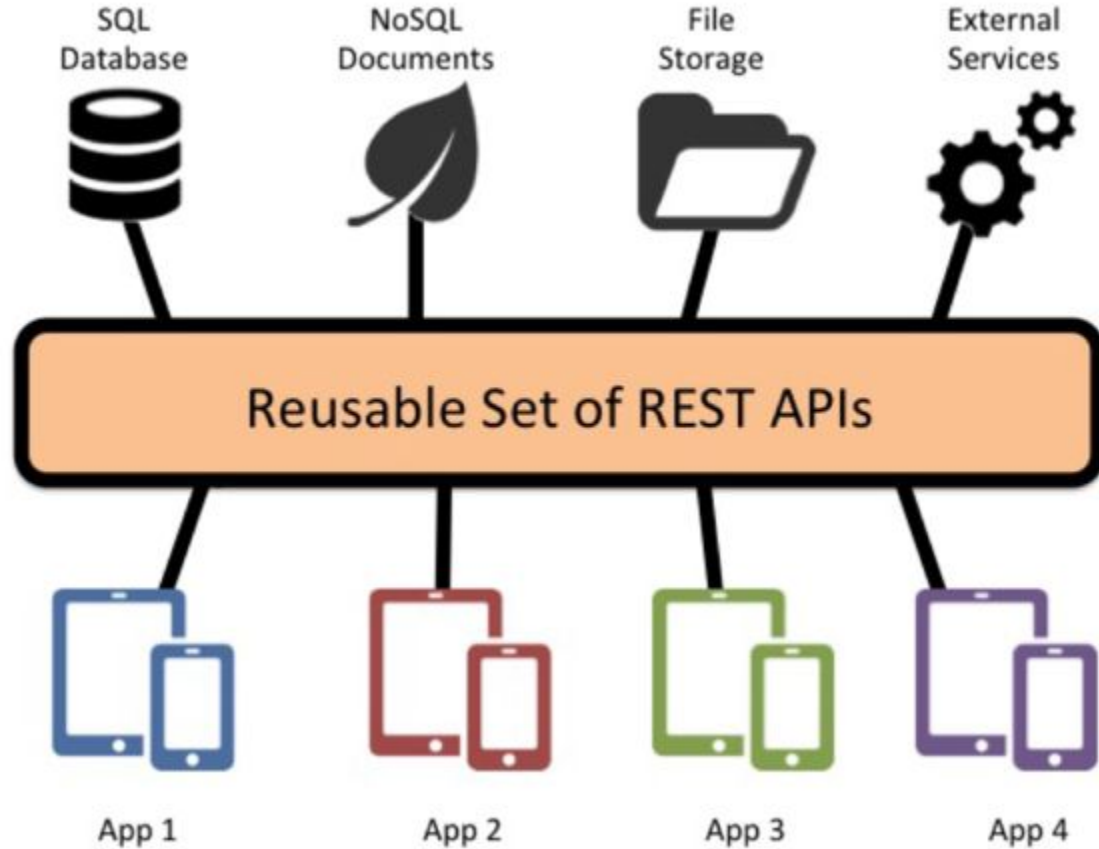 SQL
Database
NoSQL
Documents
File
Storage
External
Services
Reusable Set of REST APIs
App 1
App 2
App 3
App 4